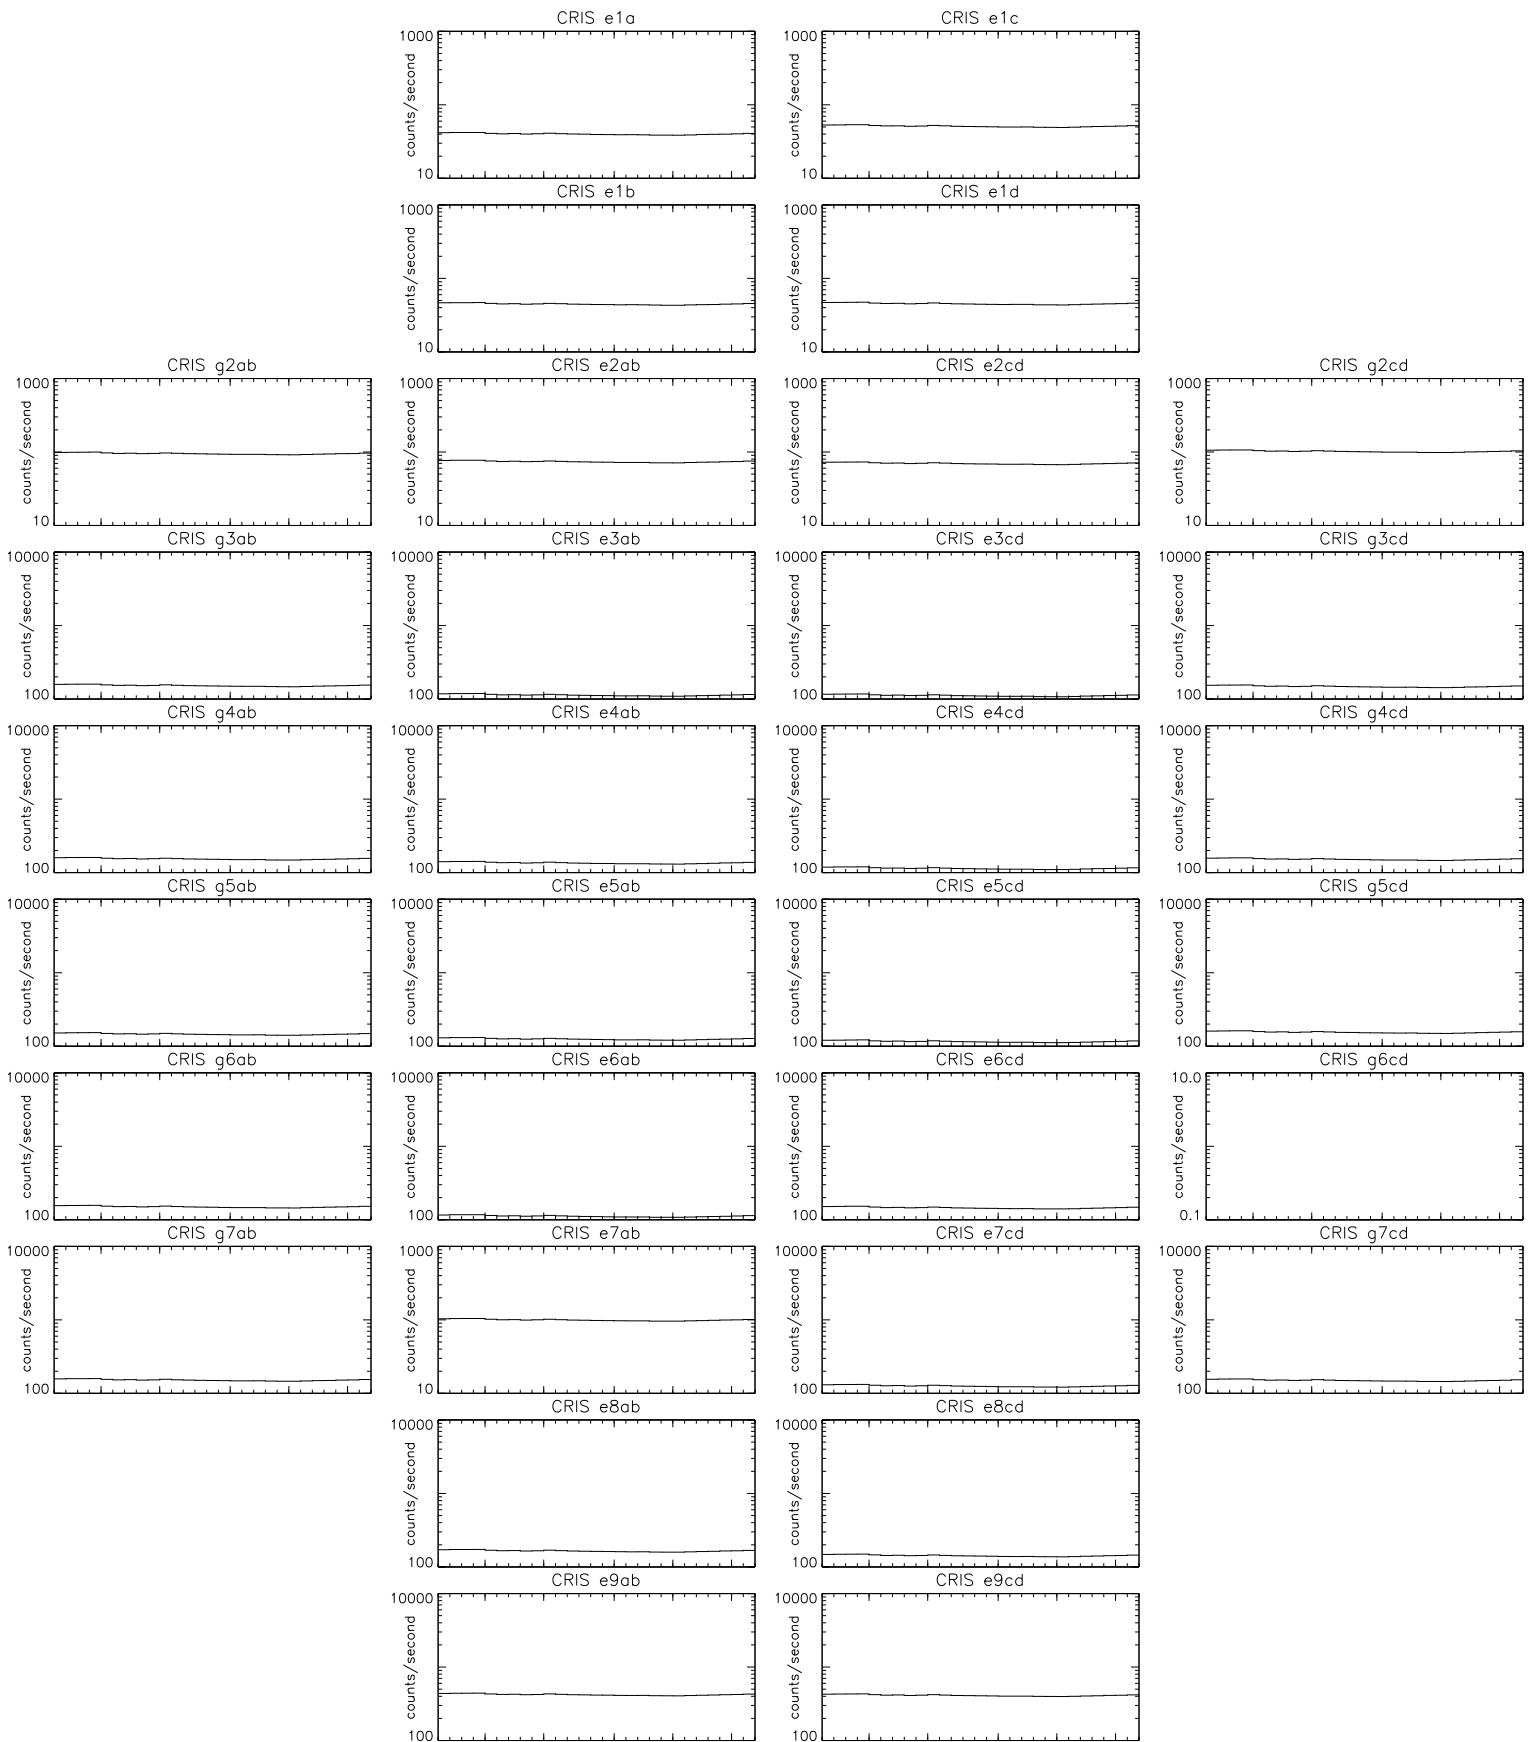 CRIS e1a
CRIS e1c
1000
counts/second
10
1000
counts/second
10
CRIS e1b
CRIS e1d
1000
counts/second
10
1000
counts/second
10
CRIS g2ab
CRIS e2ab
CRIS e2cd
CRIS g2cd
1000
counts/second
10
1000
counts/second
10
1000
counts/second
10
1000
counts/second
10
CRIS g3ab
CRIS e3ab
CRIS e3cd
CRIS g3cd
10000
counts/second
100
10000
counts/second
100
10000
counts/second
100
10000
counts/second
100
CRIS g4ab
CRIS e4ab
CRIS e4cd
CRIS g4cd
10000
counts/second
100
10000
counts/second
100
10000
counts/second
100
10000
counts/second
100
CRIS g5ab
CRIS e5ab
CRIS e5cd
CRIS g5cd
10000
counts/second
100
10000
counts/second
100
10000
counts/second
100
10000
counts/second
100
CRIS g6ab
CRIS e6ab
CRIS e6cd
CRIS g6cd
10000
counts/second
100
10000
counts/second
100
10000
counts/second
100
10.0
counts/second
0.1
CRIS g7ab
CRIS e7ab
CRIS e7cd
CRIS g7cd
10000
counts/second
100
1000
counts/second
10
10000
counts/second
100
10000
counts/second
100
CRIS e8ab
CRIS e8cd
10000
counts/second
100
10000
counts/second
100
CRIS e9ab
CRIS e9cd
10000
counts/second
100
10000
counts/second
100